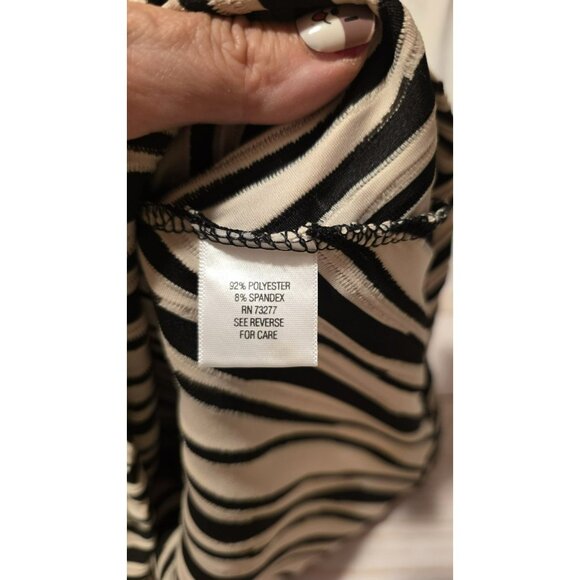 92% POLYESTER
8% SPANDEX
RN 73277
SEE REVERSE
FOR CARE